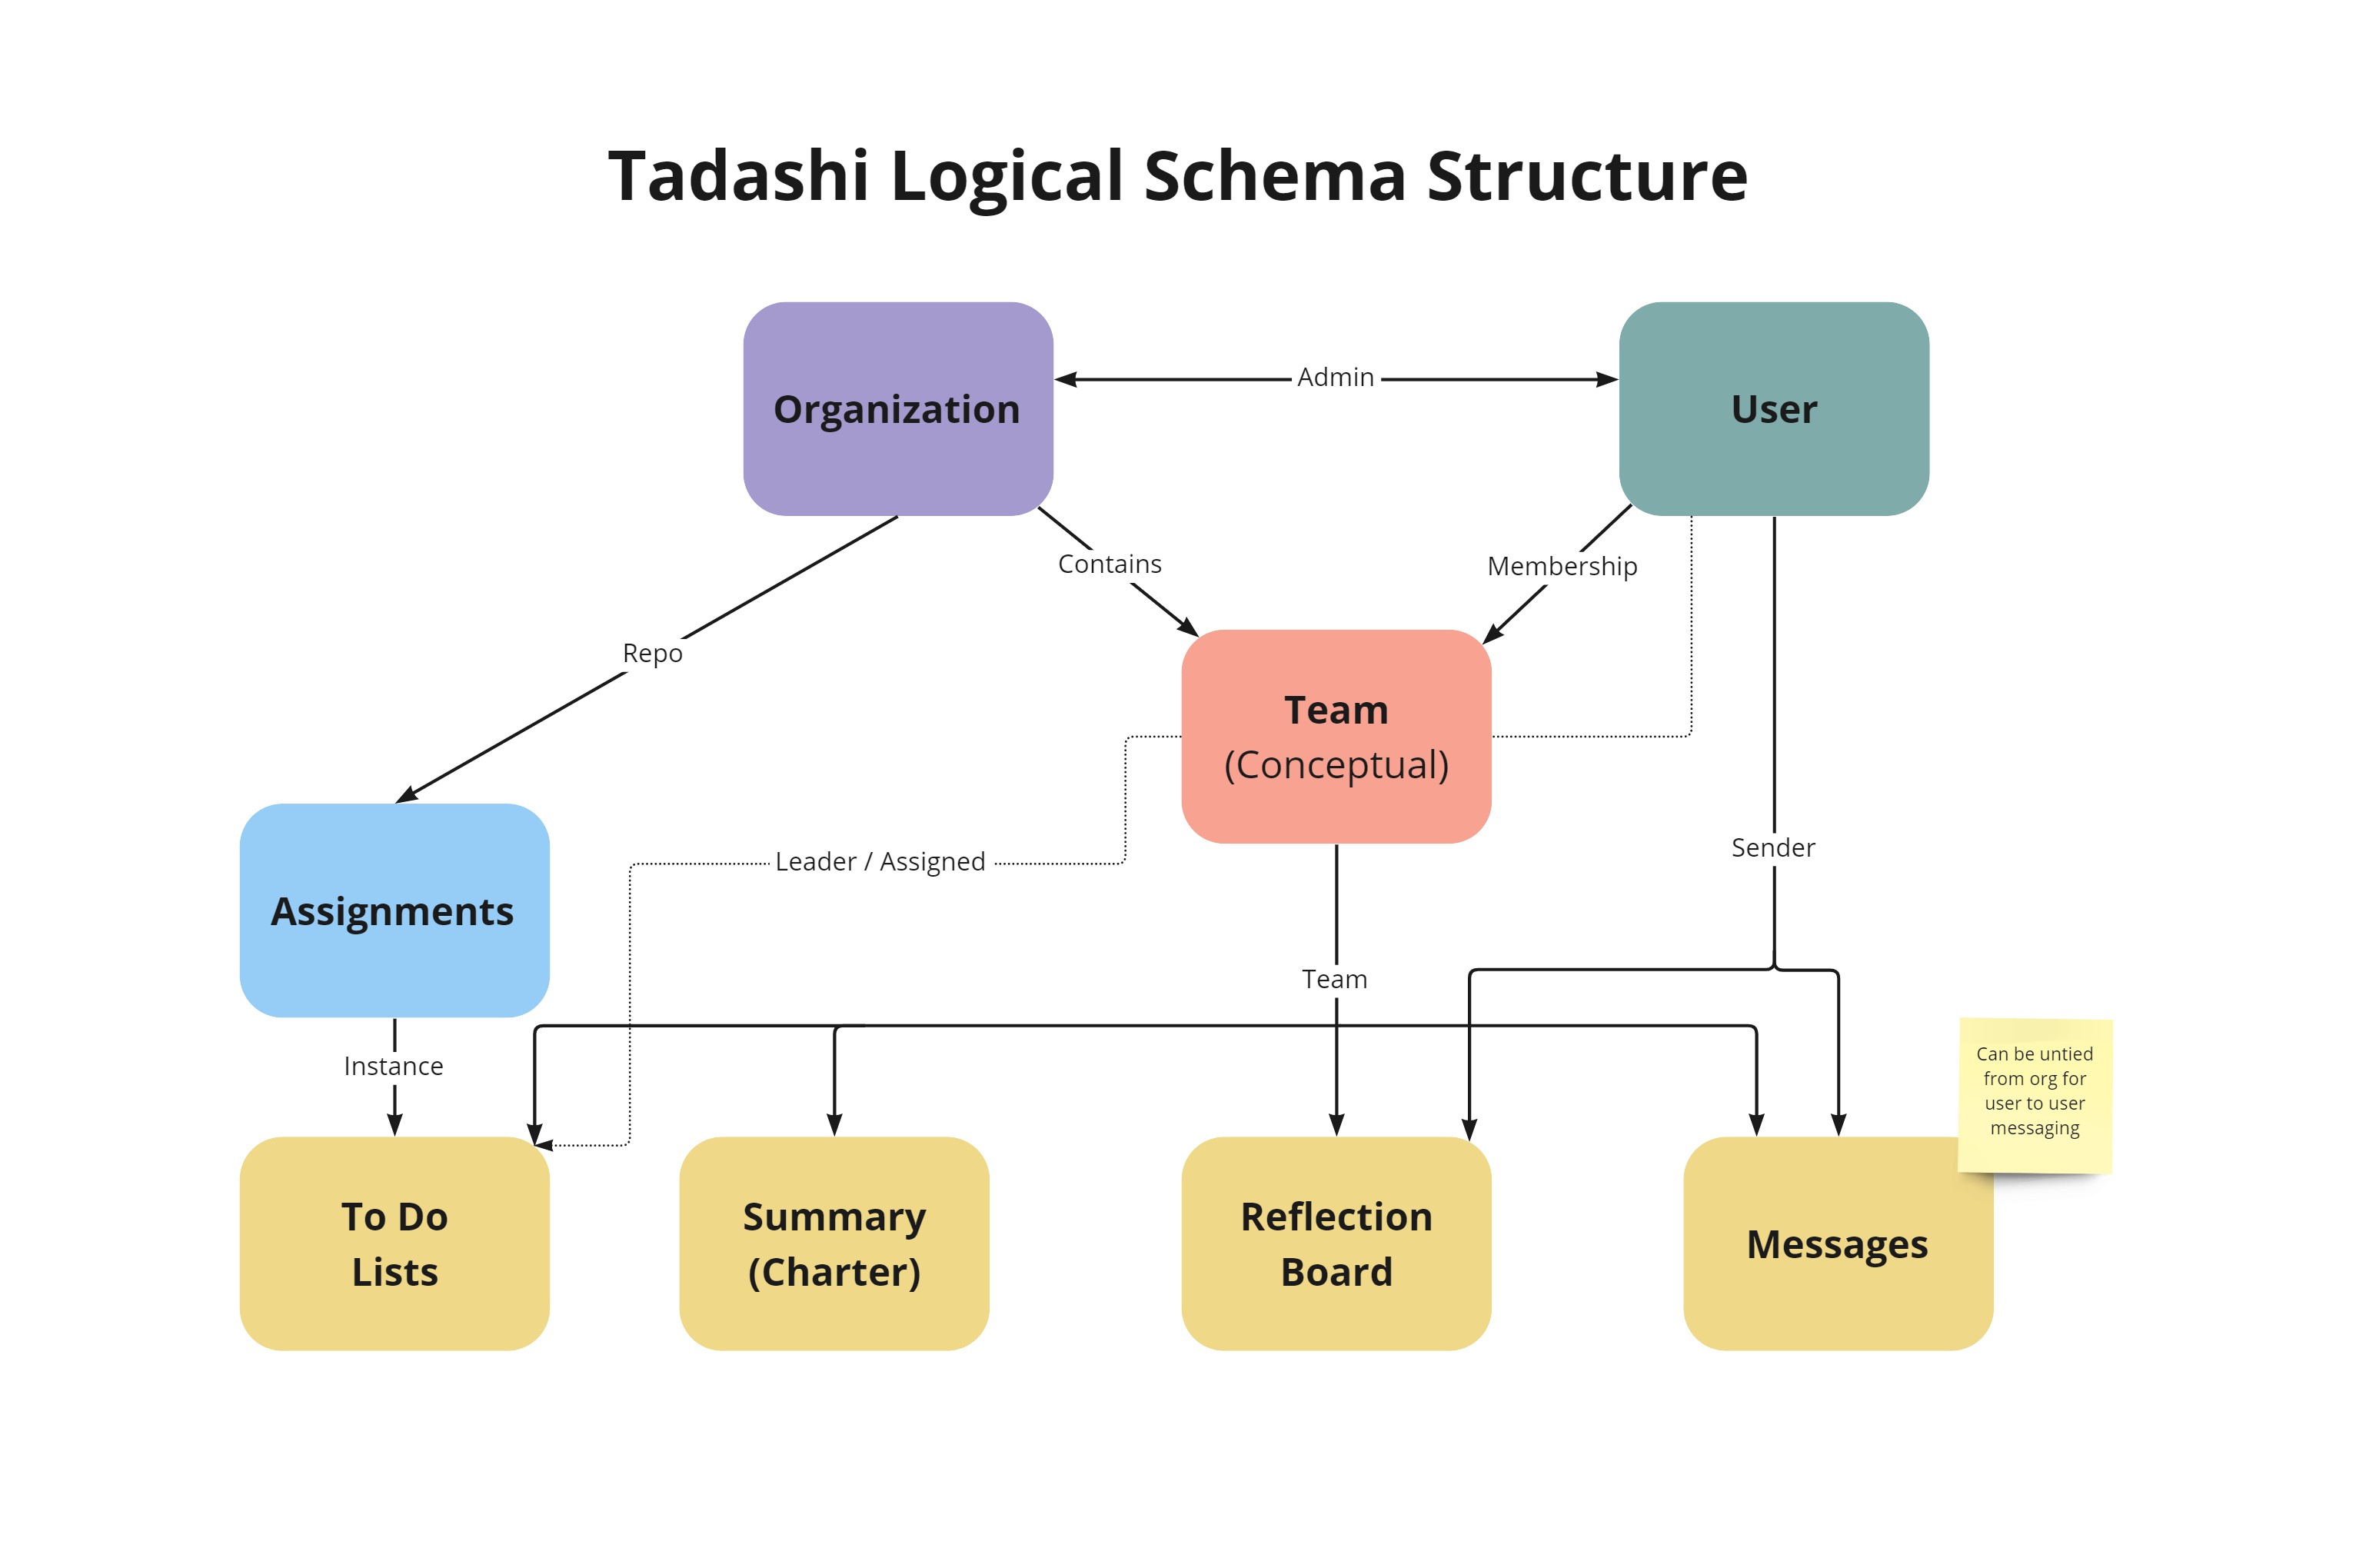 Tadashi Logical Schema Structure
Organization
Admin
User
Contains
Membership
Repo
Team
(Conceptual)
Leader / Assigned
Sender
Assignments
Team
Instance
Can be untied
from org for
user to user
messaging
To Do
Lists
Summary
(Charter)
Reflection
Board
Messages